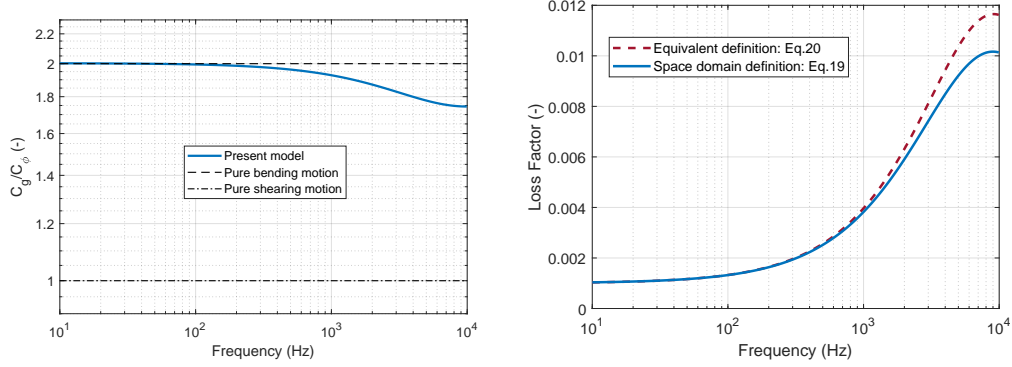 2.2
2
1.8
1.6
1.4
1.2
1
C_g/C_ϕ (-)
Present model
Pure bending motion
Pure shearing motion
10^1
10^2
10^3
10^4
Frequency (Hz)
0.012
0.01
0.008
0.006
0.004
0.002
0
Loss Factor (-)
Equivalent definition: Eq.20
Space domain definition: Eq.19
10^1
10^2
10^3
10^4
Frequency (Hz)